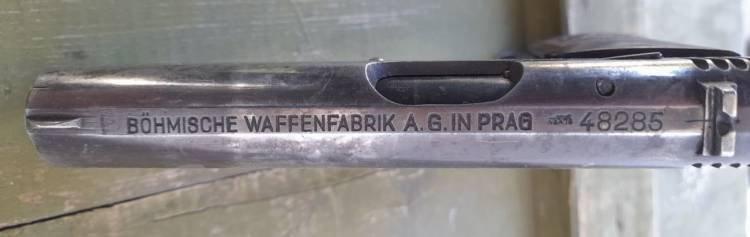 BÖHMISCHE WAFFENFABRIK A.G. IN PRAG 48285